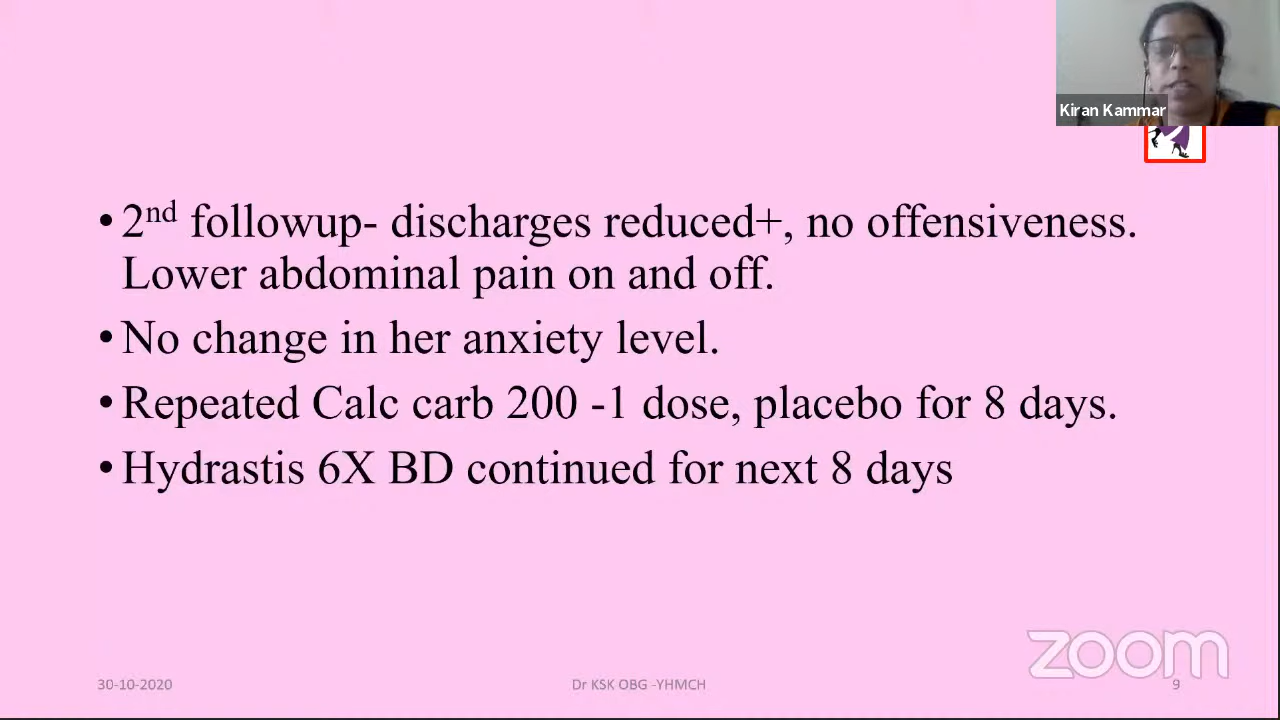 Kiran Kammar
• 2nd followup- discharges reduced+, no offensiveness.
Lower abdominal pain on and off.
• No change in her anxiety level.
• Repeated Calc carb 200 -1 dose, placebo for 8 days.
• Hydrastis 6X BD continued for next 8 days
zoom
30-10-2020
Dr KSK OBG -YHMCH
9